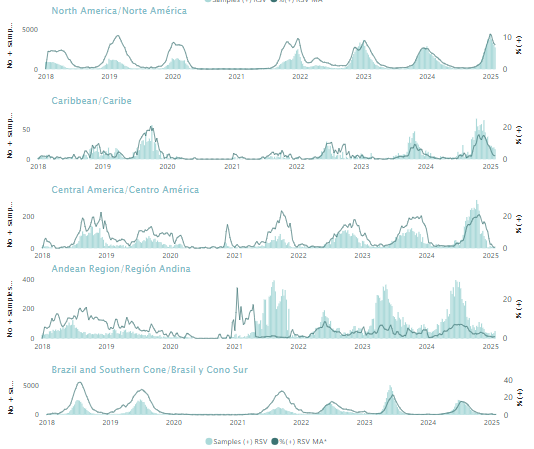 Samples (+) RSV %(+) RSV MA*
North America/Norte América
No + samp...
5000
0
10
0
%(+)
2018 2019 2020 2021 2022 2023 2024 2025
Caribbean/Caribe
No + samp...
50
0
20
0
%(+)
2018 2019 2020 2021 2022 2023 2024 2025
Central America/Centro América
No + samp...
200
0
20
0
%(+)
2018 2019 2020 2021 2022 2023 2024 2025
Andean Region/Región Andina
No + samples...
400
200
0
20
0
%(+)
2018 2019 2020 2021 2022 2023 2024 2025
Brazil and Southern Cone/Brasil y Cono Sur
No + sa...
5000
0
40
20
0
%(+)
2018 2019 2020 2021 2022 2023 2024 2025
Samples (+) RSV %(+) RSV MA*